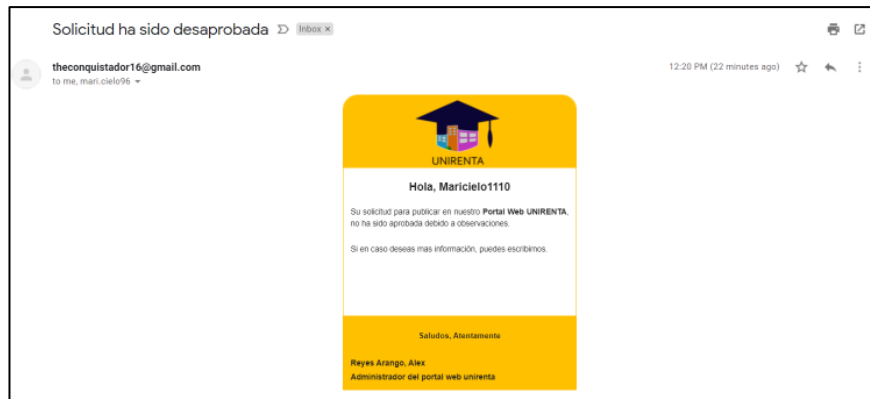 Solicitud ha sido desaprobada Inbox ×
theconquistador16@gmail.com 12:20 PM (22 minutes ago)
to me, mari.cielo96
UNIRENTA
Hola, Maricielo1110
Su solicitud para publicar en nuestro Portal Web UNIRENTA,
no ha sido aprobada debido a observaciones.
Si en caso deseas mas información, puedes escribirnos.
Saludos, Atentamente
Reyes Arango, Alex
Administrador del portal web unirenta